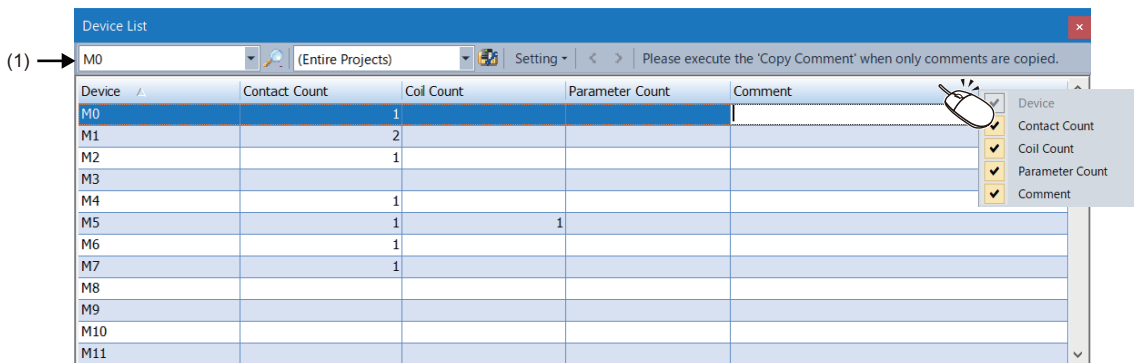 Device List
(1) M0 (Entire Projects) Setting Please execute the 'Copy Comment' when only comments are copied.
Device Contact Count Coil Count Parameter Count Comment
M0 1
M1 2
M2 1
M3
M4 1
M5 1 1
M6 1
M7 1
M8
M9
M10
M11
Device
Contact Count
Coil Count
Parameter Count
Comment